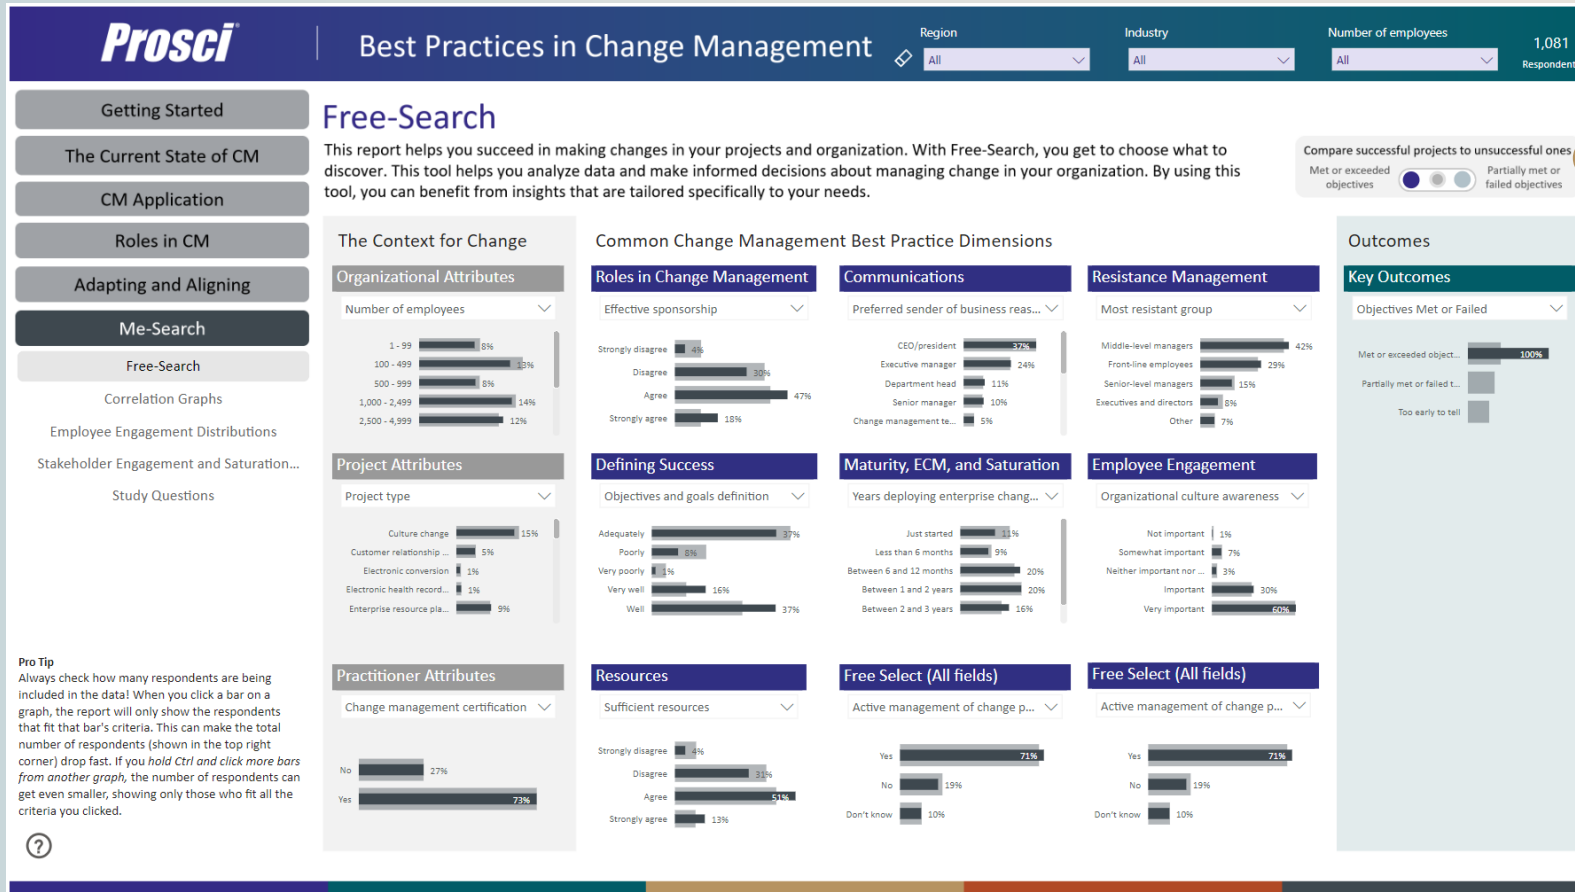 Prosci
Best Practices in Change Management
Region
All
Industry
All
Number of employees
All
1,081
Respondent
Getting Started
The Current State of CM
CM Application
Roles in CM
Adapting and Aligning
Me-Search
Free-Search
Correlation Graphs
Employee Engagement Distributions
Stakeholder Engagement and Saturation...
Study Questions
Pro Tip
Always check how many respondents are being
included in the data! When you click a bar on a
graph, the report will only show the respondents
that fit that bar's criteria. This can make the total
number of respondents (shown in the top right
corner) drop fast. If you hold Ctrl and click more bars
from another graph, the number of respondents can
get even smaller, showing only those who fit all the
criteria you clicked.
?
Free-Search
This report helps you succeed in making changes in your projects and organization. With Free-Search, you get to choose what to
discover. This tool helps you analyze data and make informed decisions about managing change in your organization. By using this
tool, you can benefit from insights that are tailored specifically to your needs.
Compare successful projects to unsuccessful ones
Met or exceeded
objectives
Partially met or
failed objectives
The Context for Change
Organizational Attributes
Number of employees
1 - 99 8%
100 - 499 13%
500 - 999 8%
1,000 - 2,499 14%
2,500 - 4,999 12%
Project Attributes
Project type
Culture change 15%
Customer relationship ... 5%
Electronic conversion 1%
Electronic health record... 1%
Enterprise resource pla... 9%
Practitioner Attributes
Change management certification
No 27%
Yes 73%
Common Change Management Best Practice Dimensions
Roles in Change Management
Effective sponsorship
Strongly disagree 4%
Disagree 30%
Agree 47%
Strongly agree 18%
Communications
Preferred sender of business reas...
CEO/president 37%
Executive manager 24%
Department head 11%
Senior manager 10%
Change management te... 5%
Resistance Management
Most resistant group
Middle-level managers 42%
Front-line employees 29%
Senior-level managers 15%
Executives and directors 8%
Other 7%
Defining Success
Objectives and goals definition
Adequately 37%
Poorly 8%
Very poorly 1%
Very well 16%
Well 37%
Maturity, ECM, and Saturation
Years deploying enterprise chang...
Just started 11%
Less than 6 months 9%
Between 6 and 12 months 20%
Between 1 and 2 years 20%
Between 2 and 3 years 16%
Employee Engagement
Organizational culture awareness
Not important 1%
Somewhat important 7%
Neither important nor ... 3%
Important 30%
Very important 60%
Resources
Sufficient resources
Strongly disagree 4%
Disagree 31%
Agree 51%
Strongly agree 13%
Free Select (All fields)
Active management of change p...
Yes 71%
No 19%
Don't know 10%
Free Select (All fields)
Active management of change p...
Yes 71%
No 19%
Don't know 10%
Outcomes
Key Outcomes
Objectives Met or Failed
Met or exceeded object... 100%
Partially met or failed t...
Too early to tell